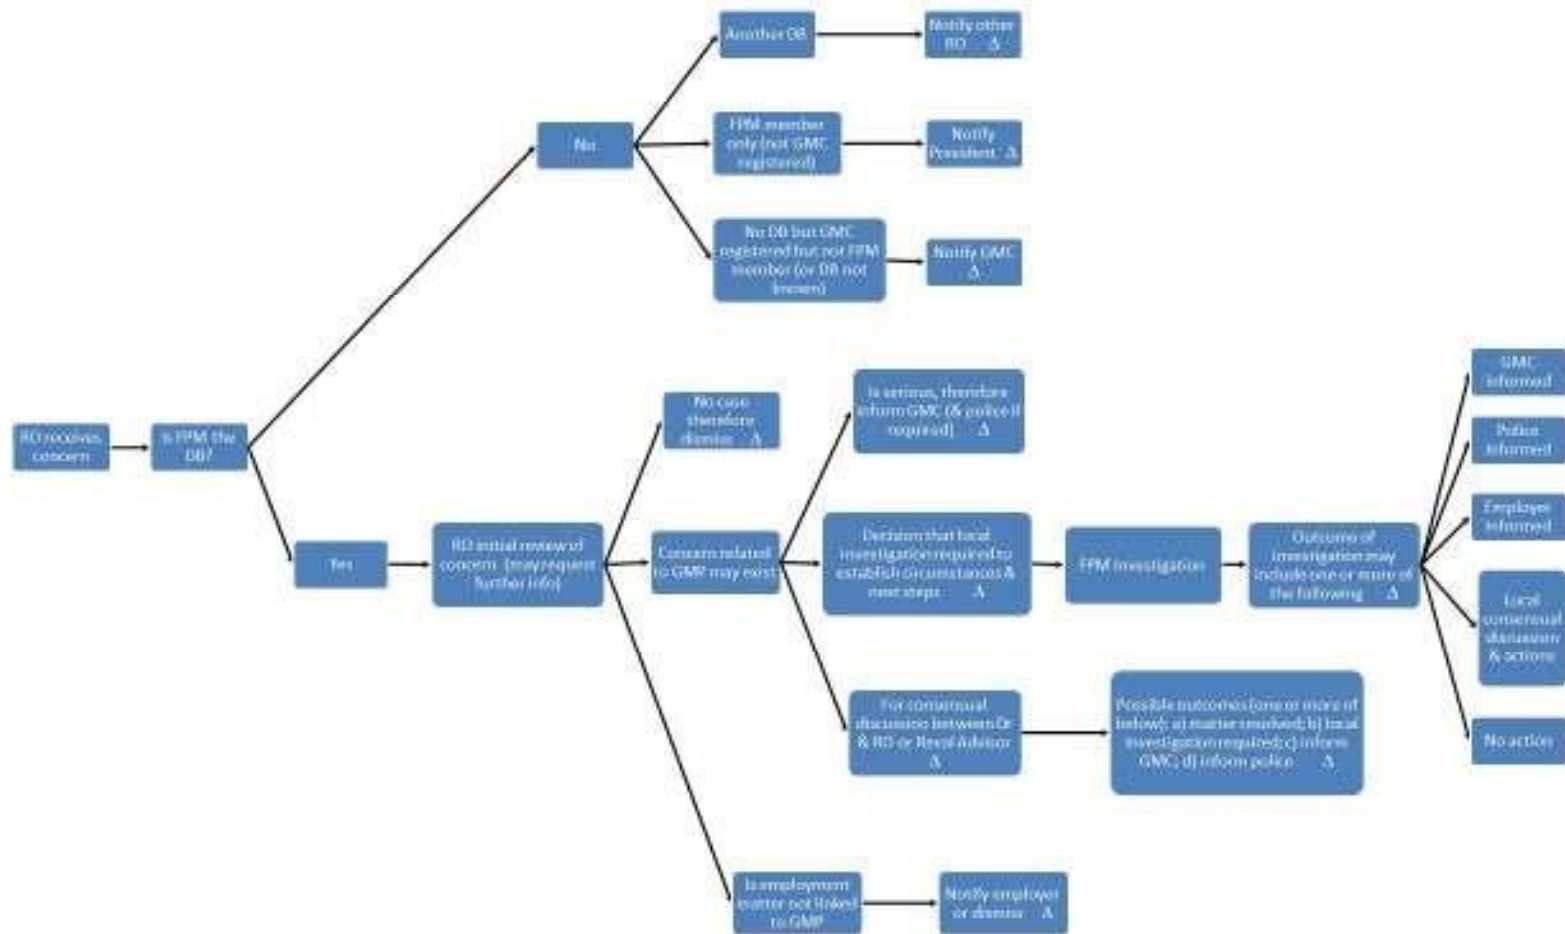 Another DB
Notify other
RO Δ
No
FPM member
only (not GMC
registered)
Notify
President Δ
No DB but GMC
registered but not FPM
member (or DB not
known)
Notify GMC
Δ
RO receives
concern
Is FPM the
DB?
Yes
RO initial review of
concern (may request
further info)
No case
therefore
dismiss Δ
Concern related
to GMP may exist
Is serious, therefore
inform GMC (& police if
required) Δ
Decision that local
investigation required to
establish circumstances &
next steps Δ
FPM Investigation
Outcome of
investigation may
include one or more of
the following Δ
GMC
informed
Police
informed
Employer
informed
Local
consensual
discussion
& actions
No action
For consensual
discussion between Dr
& RO or Reval Advisor
Δ
Possible outcomes (one or more of
below): a) matter resolved; b) local
investigation required; c) inform
GMC; d) inform police Δ
Is employment
matter not linked
to GMP
Notify employer
or dismiss Δ